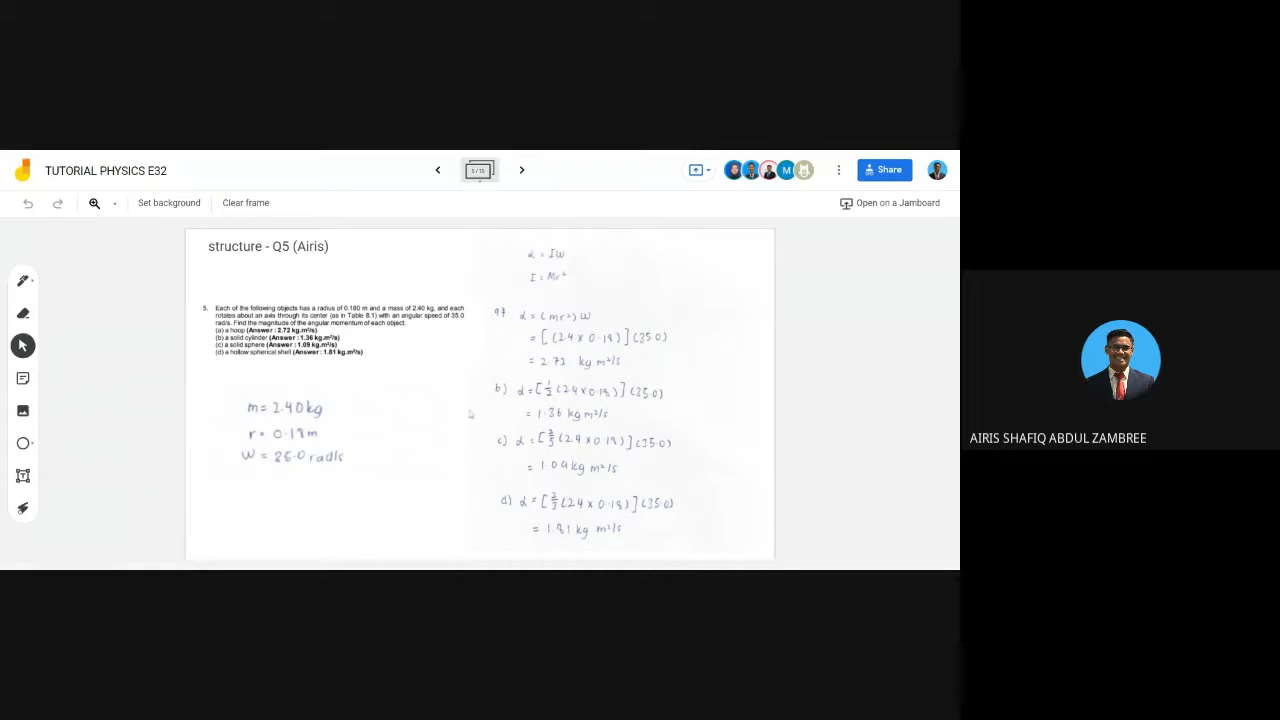 TUTORIAL PHYSICS E32
5 / 15
M
Share
Set background
Clear frame
Open on a Jamboard
structure - Q5 (Airis)
5. Each of the following objects has a radius of 0.180 m and a mass of 2.40 kg, and each
rotates about an axis through its center (as in Table 8.1) with an angular speed of 35.0
rad/s. Find the magnitude of the angular momentum of each object.
(a) a hoop (Answer : 2.72 kg.m²/s)
(b) a solid cylinder (Answer : 1.36 kg.m²/s)
(c) a solid sphere (Answer : 1.09 kg.m²/s)
(d) a hollow spherical shell (Answer : 1.81 kg.m²/s)
m = 2.40 kg
r = 0.18 m
W = 35.0 rad/s
α = IW
I = Mr²
a) α = (mr²) W
= [(2.4 × 0.18)] (35.0)
= 2.72 kg m²/s
b) α = [½ (2.4 × 0.18)] (35.0)
= 1.36 kg m²/s
c) α = [⅖ (2.4 × 0.18)] (35.0)
= 1.09 kg m²/s
d) α = [⅔ (2.4 × 0.18)] (35.0)
= 1.81 kg m²/s
AIRIS SHAFIQ ABDUL ZAMBREE